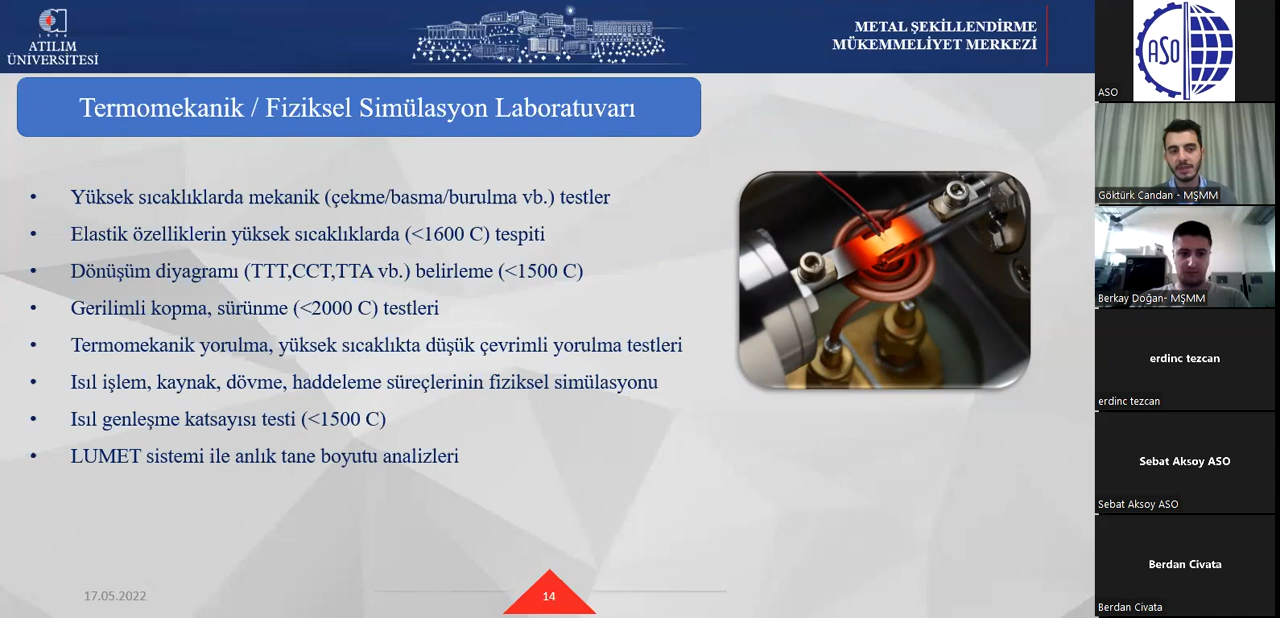 ATILIM
ÜNİVERSİTESİ
METAL ŞEKİLLENDİRME
MÜKEMMELİYET MERKEZİ
Termomekanik / Fiziksel Simülasyon Laboratuvarı
• Yüksek sıcaklıklarda mekanik (çekme/basma/burulma vb.) testler
• Elastik özelliklerin yüksek sıcaklıklarda (<1600 C) tespiti
• Dönüşüm diyagramı (TTT,CCT,TTA vb.) belirleme (<1500 C)
• Gerilimli kopma, sürünme (<2000 C) testleri
• Termomekanik yorulma, yüksek sıcaklıkta düşük çevrimli yorulma testleri
• Isıl işlem, kaynak, dövme, haddeleme süreçlerinin fiziksel simülasyonu
• Isıl genleşme katsayısı testi (<1500 C)
• LUMET sistemi ile anlık tane boyutu analizleri
17.05.2022
14
ASO
ASO
Göktürk Candan - MŞMM
Berkay Doğan- MŞMM
erdinc tezcan
erdinc tezcan
Sebat Aksoy ASO
Sebat Aksoy ASO
Berdan Civata
Berdan Civata